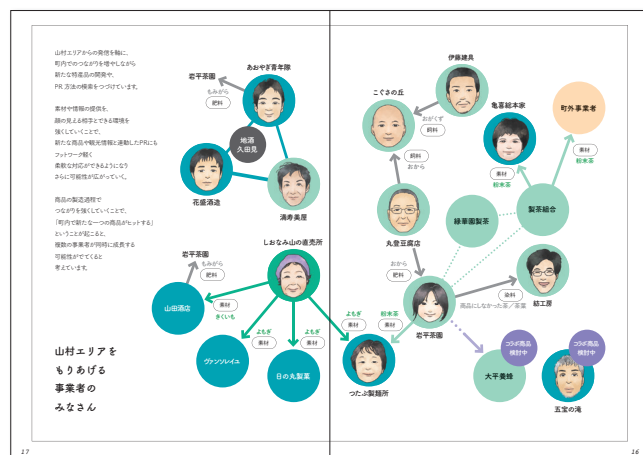 山村エリアからの発信を軸に、
町内でのつながりを増やしながら
新たな特産品の開発や、
PR 方法の模索をつづけています。
素材や情報の提供を、
顔の見える相手とできる環境を
強くしていくことで、
新たな商品や観光情報と連動したPRにも
フットワーク軽く
柔軟な対応ができるようになり
さらに可能性が広がっていく。
商品の製造過程で
つながりを強くしていくことで、
「町内で新たな一つの商品がヒットする」
ということが起こると、
複数の事業者が同時に成長する
可能性がでてくると
考えています。
山村エリアを
もりあげる
事業者の
みなさん
あおやぎ青年隊
岩平茶園
もみがら
肥料
地酒
久田見
花盛酒造
満寿美屋
しおなみ山の直売所
岩平茶園
もみがら
肥料
山田酒店
素材
きくいも
ヴァンソレイユ
よもぎ
素材
日の丸製菓
よもぎ
素材
よもぎ
素材
つたぶ製麺所
粉末茶
素材
伊藤建具
こぐさの丘
おがくず
飼料
飼料
おから
丸登豆腐店
おから
肥料
岩平茶園
亀喜総本家
町外事業者
素材
粉末茶
素材
粉末茶
製茶組合
緑華園製茶
染料
商品にしなかった茶／茶葉
結工房
コラボ商品
検討中
大平養蜂
コラボ商品
検討中
五宝の滝
17
16